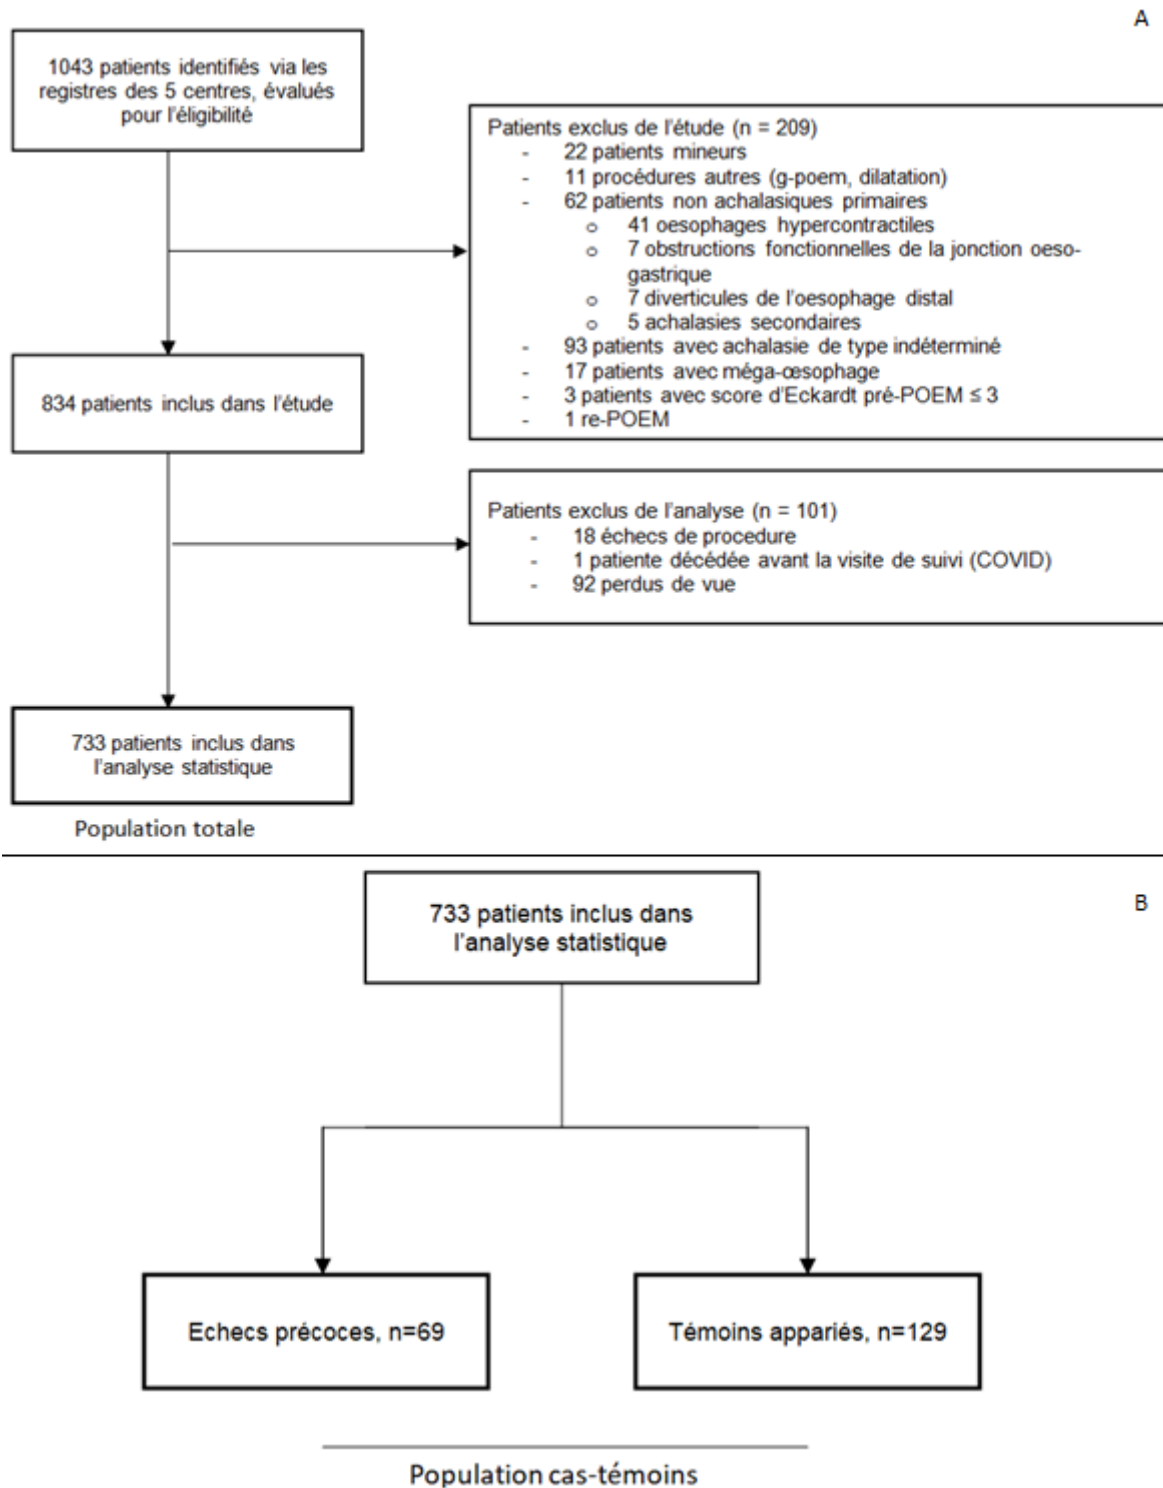 A
1043 patients identifiés via les
registres des 5 centres, évalués
pour l'éligibilité
Patients exclus de l'étude (n = 209)
- 22 patients mineurs
- 11 procédures autres (g-poem, dilatation)
- 62 patients non achalasiques primaires
o 41 oesophages hypercontractiles
o 7 obstructions fonctionnelles de la jonction oeso-
gastrique
o 7 diverticules de l'oesophage distal
o 5 achalasies secondaires
- 93 patients avec achalasie de type indéterminé
- 17 patients avec méga-œsophage
- 3 patients avec score d'Eckardt pré-POEM ≤ 3
- 1 re-POEM
834 patients inclus dans l'étude
Patients exclus de l'analyse (n = 101)
- 18 échecs de procedure
- 1 patiente décédée avant la visite de suivi (COVID)
- 92 perdus de vue
733 patients inclus dans
l'analyse statistique
Population totale
B
733 patients inclus dans
l'analyse statistique
Echecs précoces, n=69
Témoins appariés, n=129
Population cas-témoins